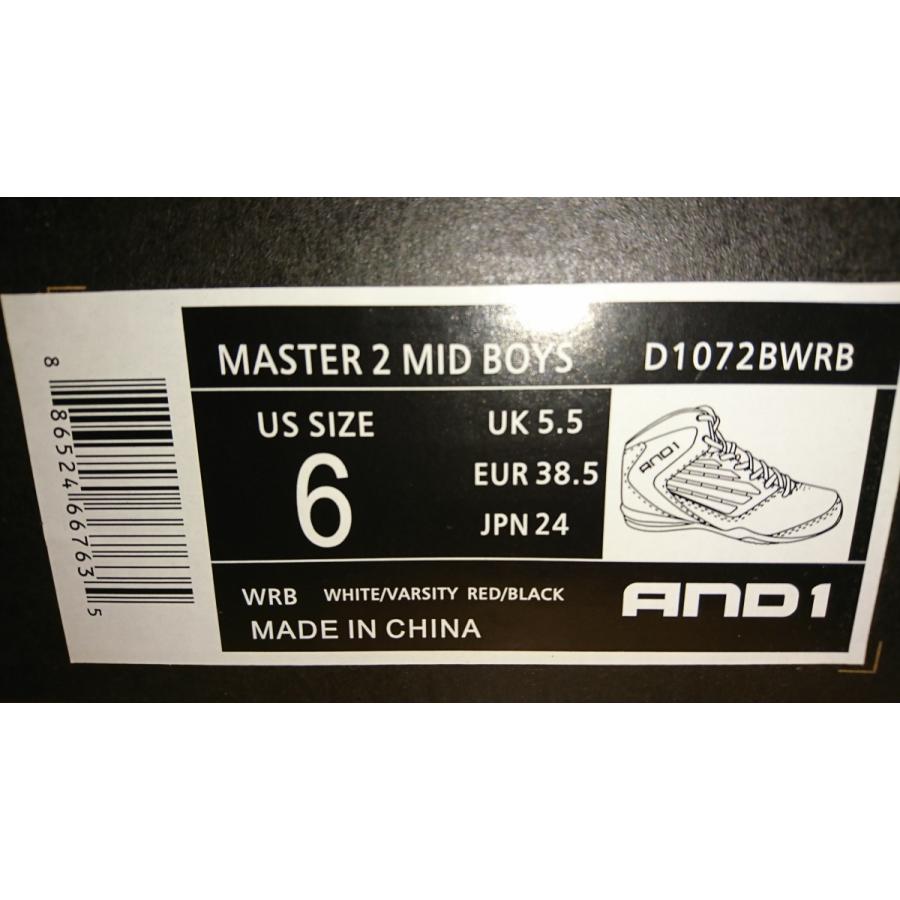 MASTER 2 MID BOYS D1072BWRB
US SIZE
6
UK 5.5
EUR 38.5
JPN 24
AND1
WRB WHITE/VARSITY RED/BLACK
MADE IN CHINA
AND1
8 86524 66763 5